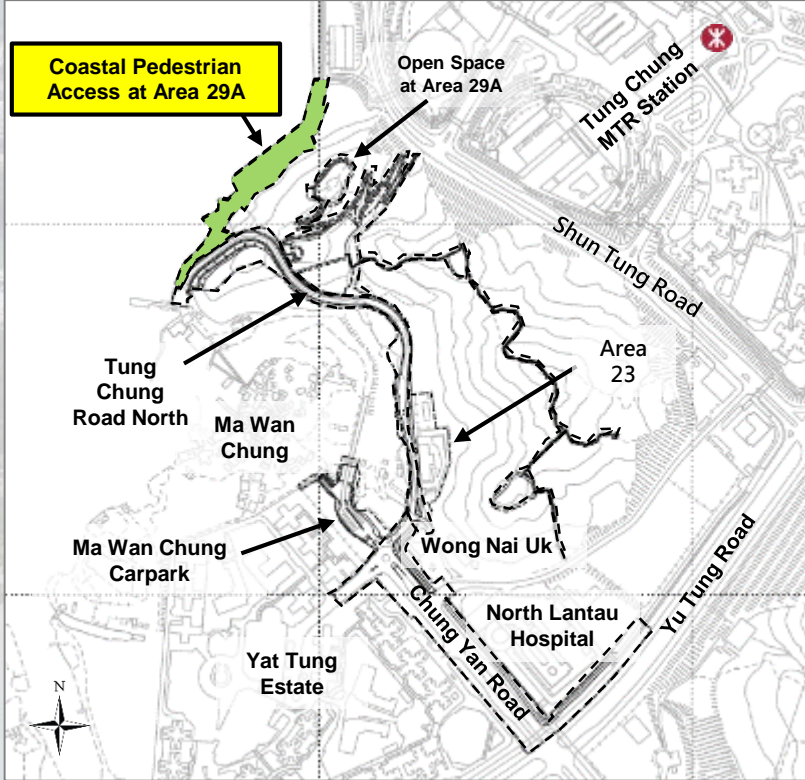 Coastal Pedestrian
Access at Area 29A
Open Space
at Area 29A
Tung Chung
MTR Station
Shun Tung Road
Area
23
Tung
Chung
Road North
Ma Wan
Chung
Ma Wan Chung
Carpark
Wong Nai Uk
Chung Yan Road
North Lantau
Hospital
Yu Tung Road
Yat Tung
Estate
N